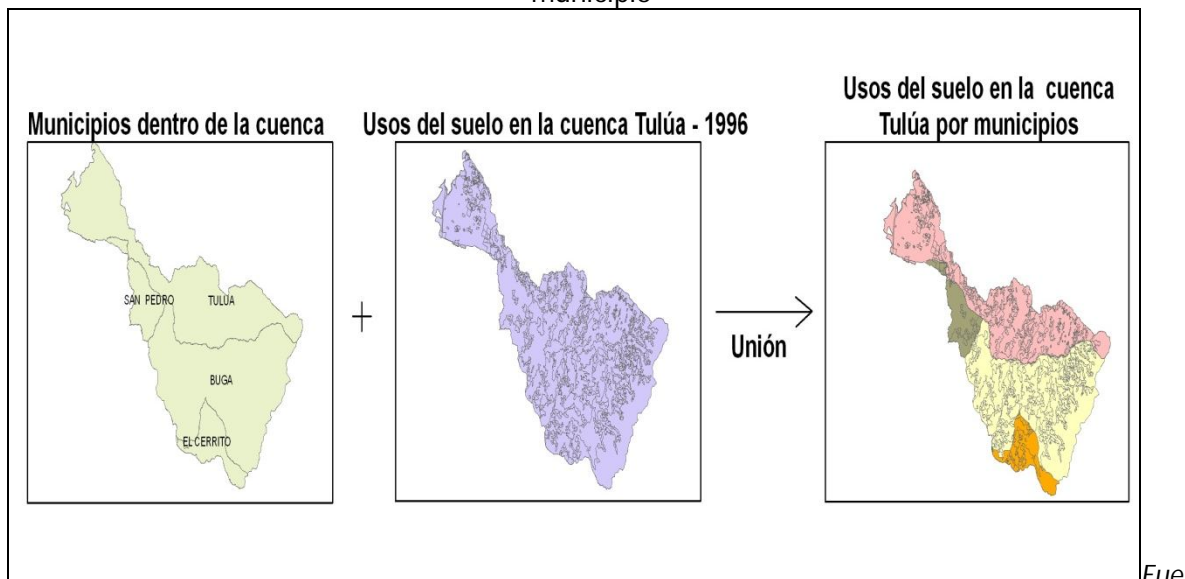 municipio
Municipios dentro de la cuenca
Usos del suelo en la cuenca Tulúa - 1996
Usos del suelo en la cuenca
Tulúa por municipios
SAN PEDRO
TULÚA
BUGA
EL CERRITO
+
Unión
Fue